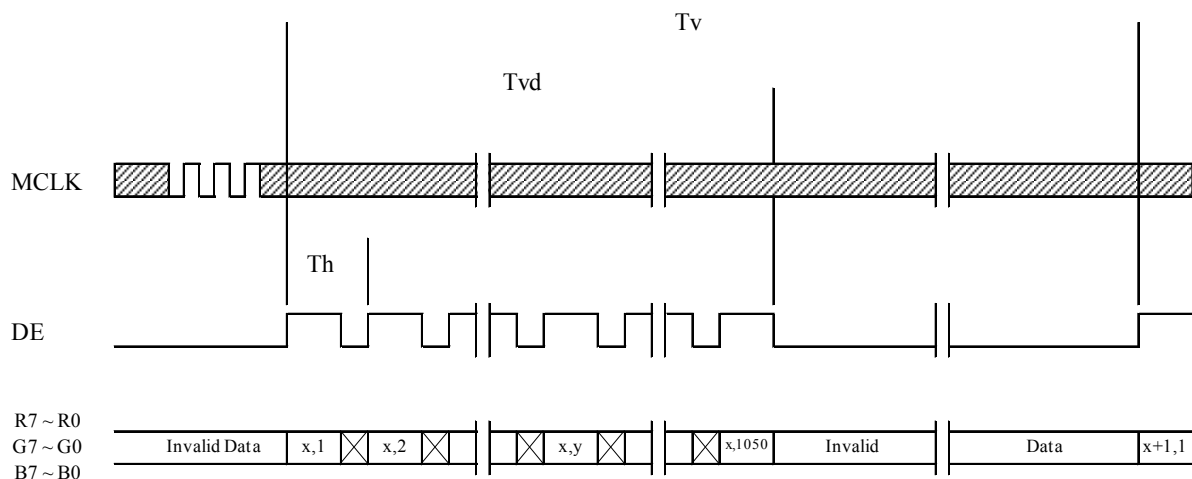 Tv
Tvd
MCLK
Th
DE
R7 ~ R0
G7 ~ G0
B7 ~ B0
Invalid Data x,1 x,2 x,y x,1050 Invalid Data x+1,1